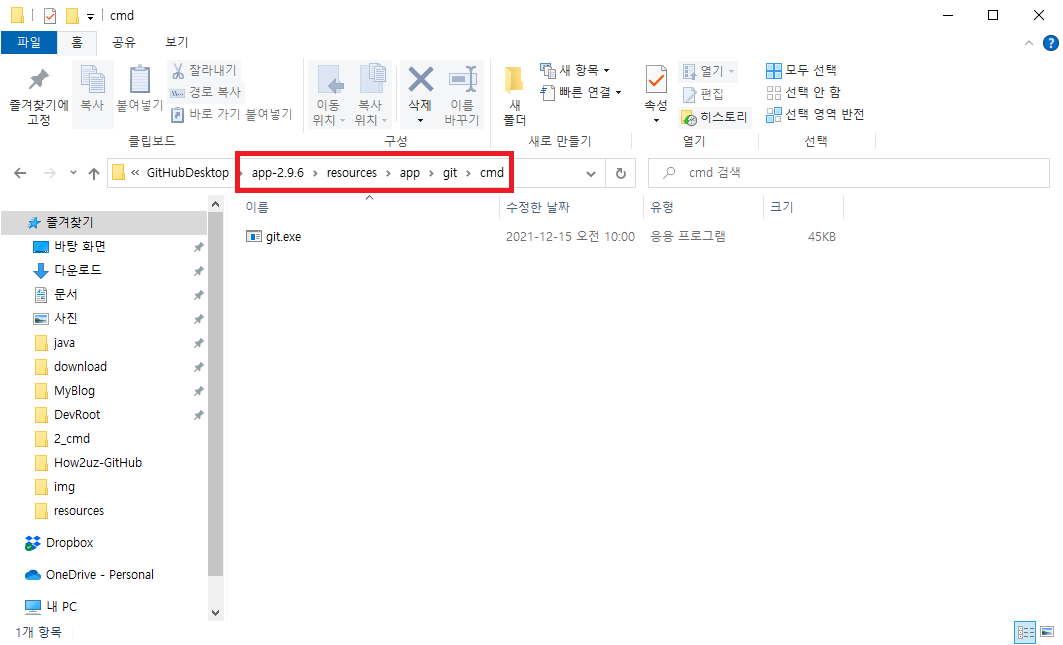 cmd
파일 홈 공유 보기
즐겨찾기에 고정
복사
붙여넣기
잘라내기
경로 복사
바로 가기 붙여넣기
클립보드
이동 위치
복사 위치
삭제
이름 바꾸기
구성
새 폴더
새 항목
빠른 연결
새로 만들기
속성
열기
편집
히스토리
열기
모두 선택
선택 안 함
선택 영역 반전
선택
« GitHubDesktop › app-2.9.6 › resources › app › git › cmd
cmd 검색
이름 수정한 날짜 유형 크기
git.exe 2021-12-15 오전 10:00 응용 프로그램 45KB
즐겨찾기
바탕 화면
다운로드
문서
사진
java
download
MyBlog
DevRoot
2_cmd
How2uz-GitHub
img
resources
Dropbox
OneDrive - Personal
내 PC
1개 항목